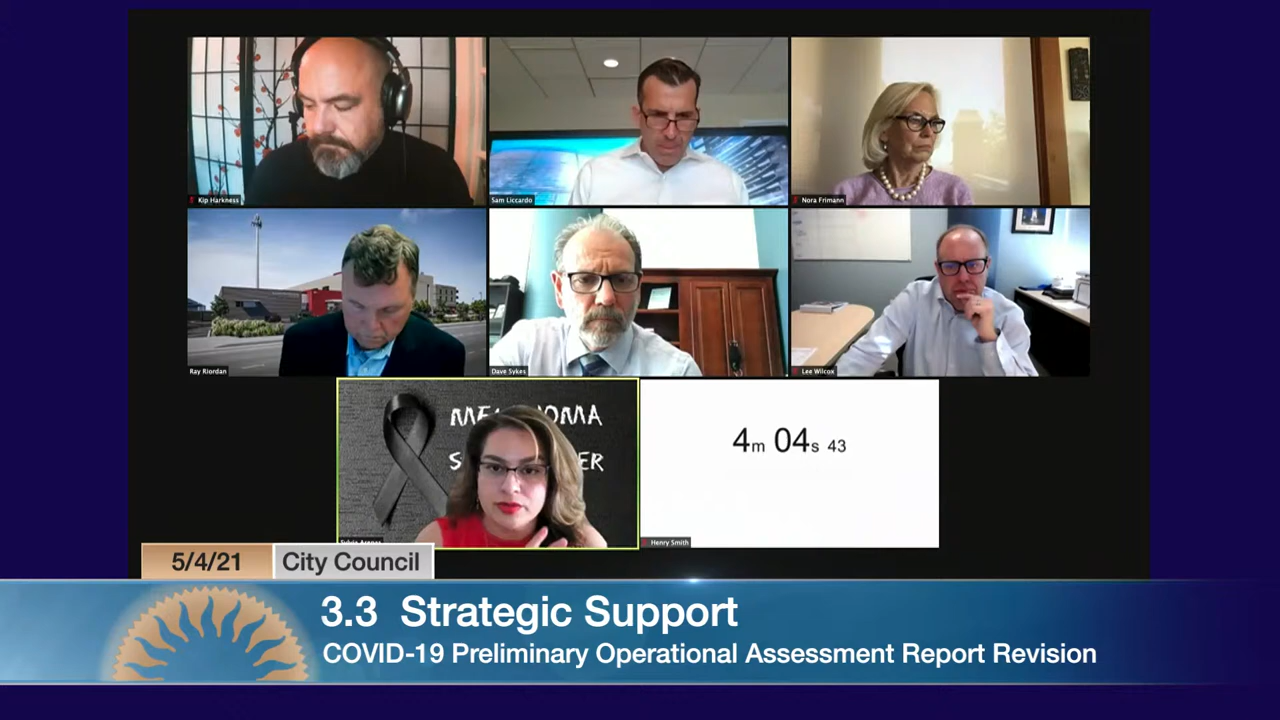 Kip Harkness
Sam Liccardo
Nora Frimann
Ray Riordan
Dave Sykes
Lee Wilcox
4m 04s 43
Henry Smith
5/4/21
City Council
3.3 Strategic Support
COVID-19 Preliminary Operational Assessment Report Revision